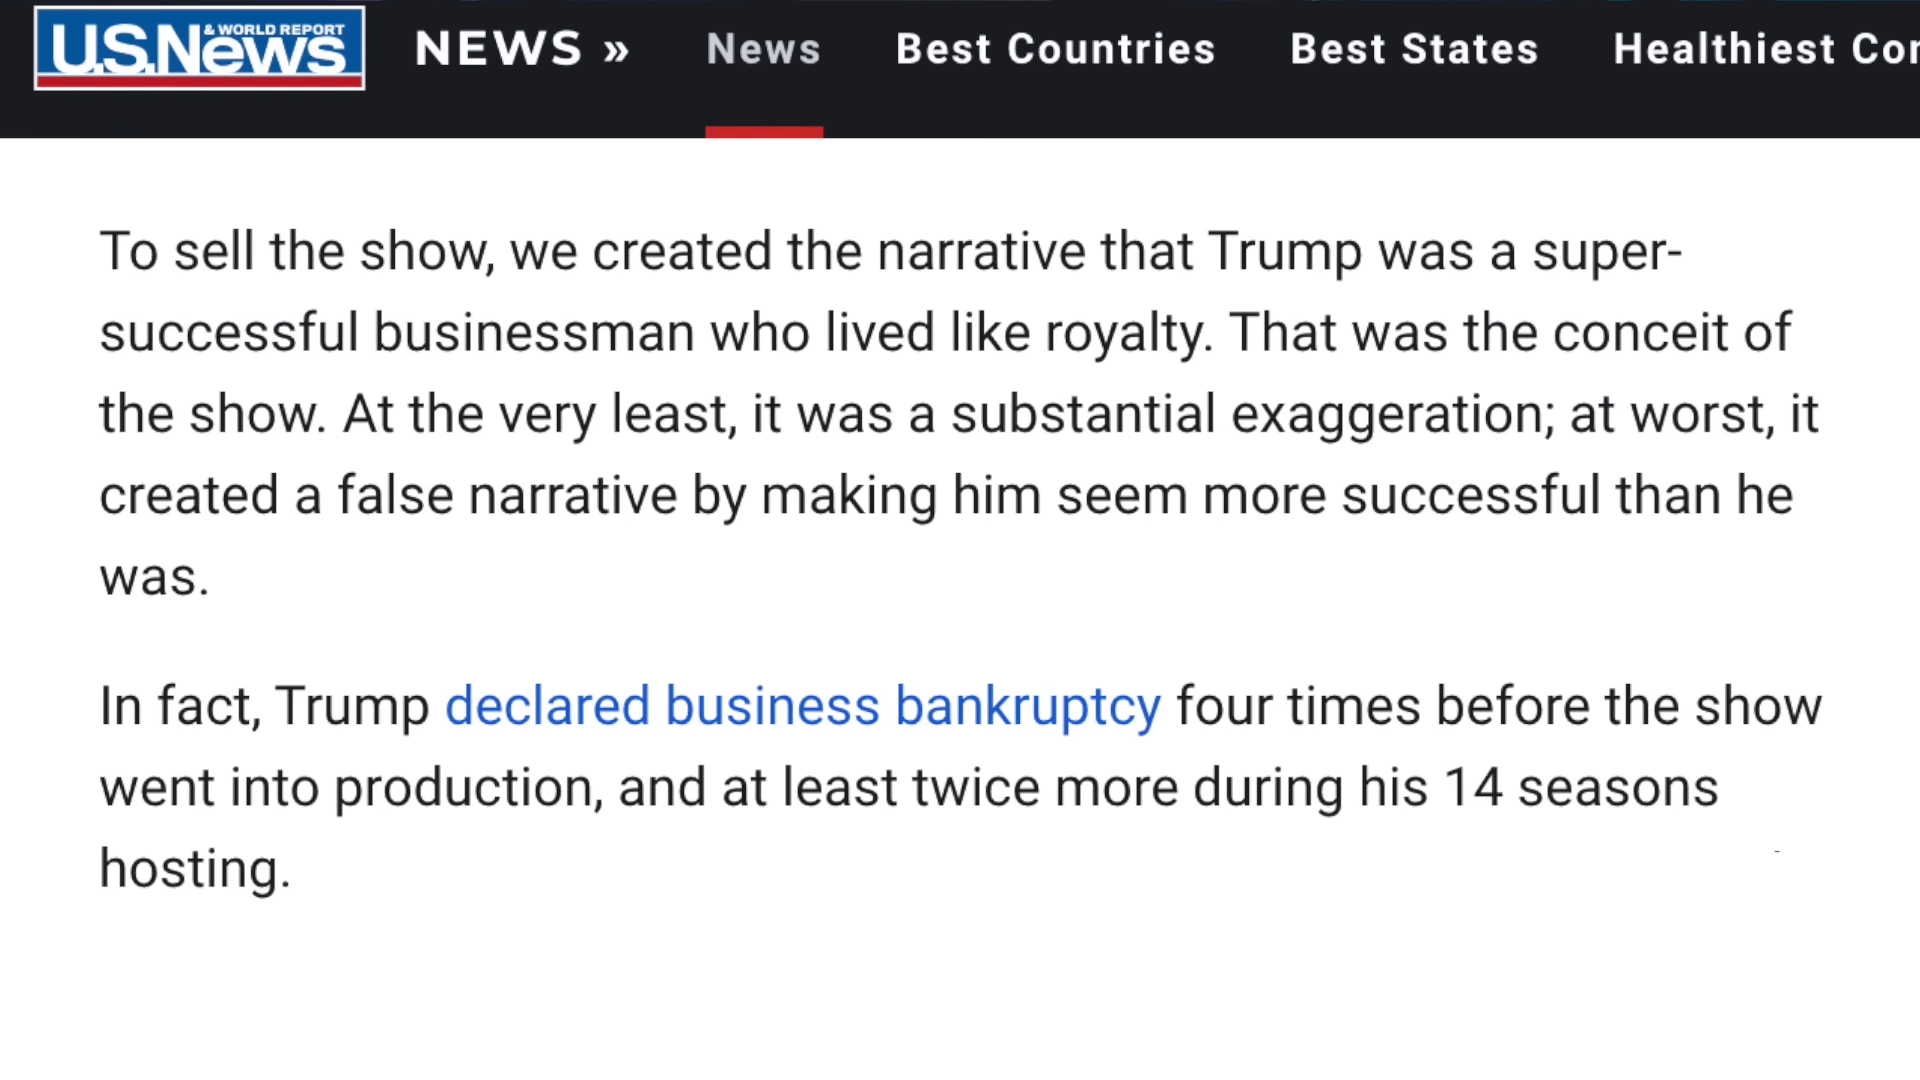 U.S.News & WORLD REPORT
NEWS » News Best Countries Best States Healthiest Cor
To sell the show, we created the narrative that Trump was a super-
successful businessman who lived like royalty. That was the conceit of
the show. At the very least, it was a substantial exaggeration; at worst, it
created a false narrative by making him seem more successful than he
was.
In fact, Trump declared business bankruptcy four times before the show
went into production, and at least twice more during his 14 seasons
hosting.